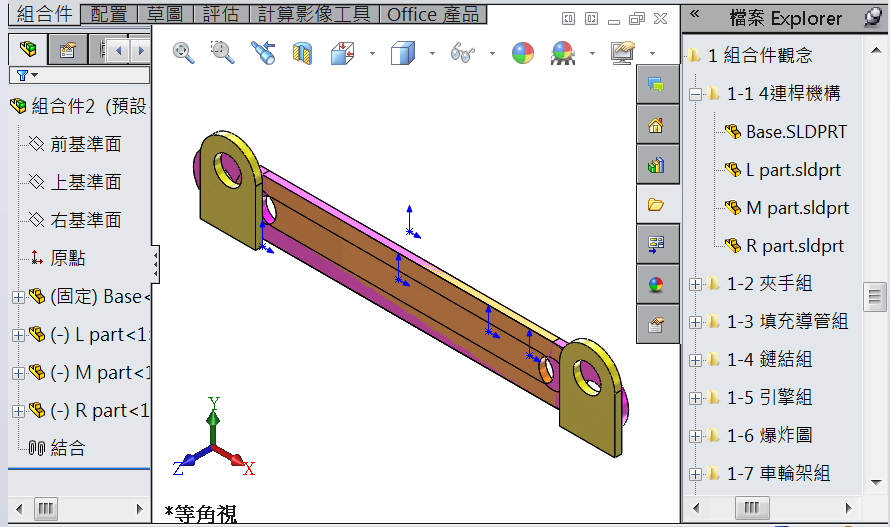 組合件 配置 草圖 評估 計算影像工具 Office 產品
組合件2 (預設
前基準面
上基準面
右基準面
原點
(固定) Base<
(-) L part<1
(-) M part<1
(-) R part<1
結合
Y
Z
X
*等角視
檔案 Explorer
1 組合件觀念
1-1 4連桿機構
Base.SLDPRT
L part.sldprt
M part.sldprt
R part.sldprt
1-2 夾手組
1-3 填充導管組
1-4 鏈結組
1-5 引擎組
1-6 爆炸圖
1-7 車輪架組